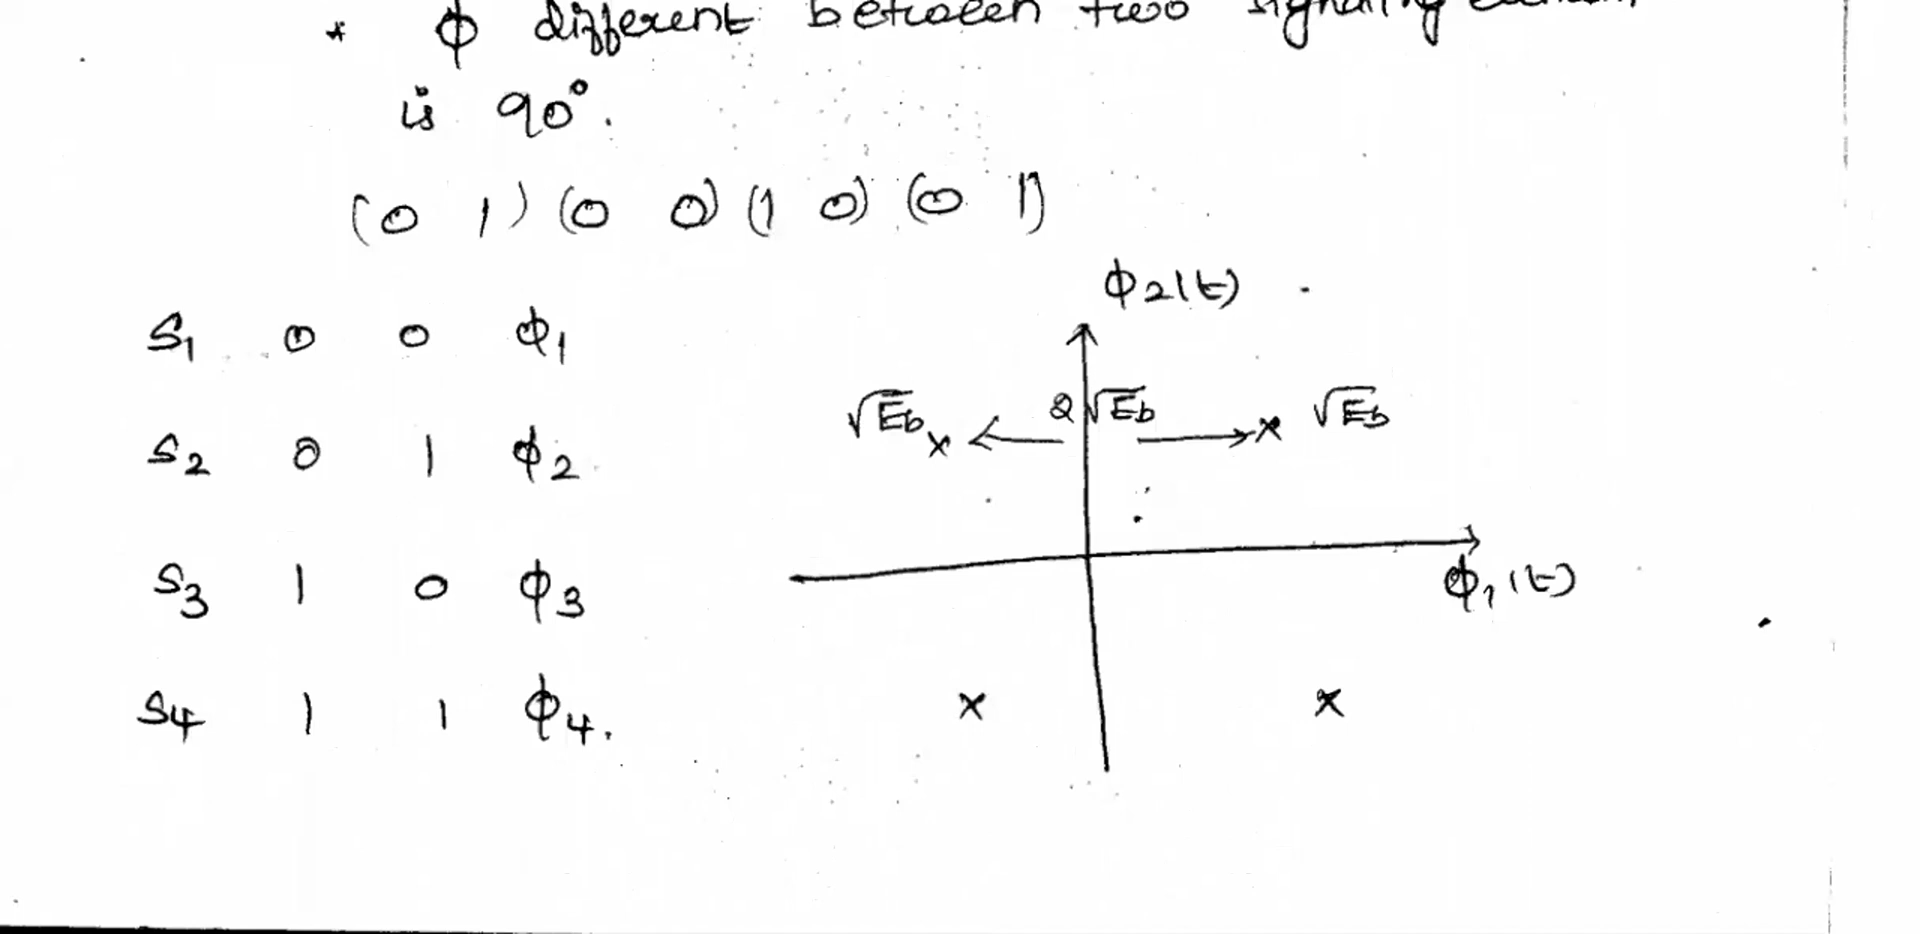 * ϕ different between two signaling
is 90°.
(0 1) (0 0) (1 0) (0 1)
ϕ2(t)
S1 0 0 ϕ1
√Eb x 2√Eb x √Eb
S2 0 1 ϕ2
S3 1 0 ϕ3
ϕ1(t)
S4 1 1 ϕ4.
x x